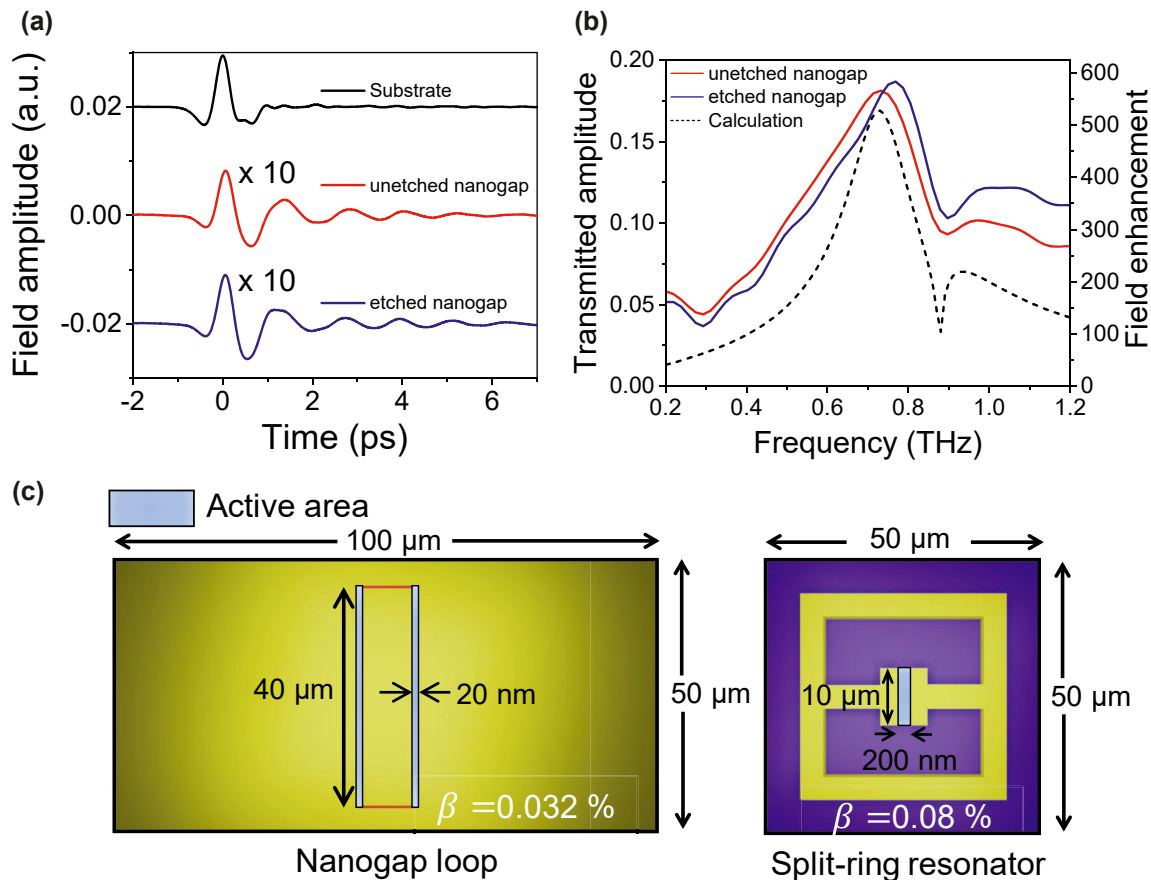 (a)
Field amplitude (a.u.)
0.02
0.00
-0.02
Substrate
x 10
unetched nanogap
x 10
etched nanogap
-2 0 2 4 6
Time (ps)
(b)
Transmitted amplitude
0.20
0.15
0.10
0.05
0.00
unetched nanogap
etched nanogap
Calculation
600
500
400
300
200
100
0
Field enhancement
0.2 0.4 0.6 0.8 1.0 1.2
Frequency (THz)
(c)
Active area
100 μm
40 μm
20 nm
50 μm
β =0.032 %
Nanogap loop
50 μm
10 μm
200 nm
50 μm
β =0.08 %
Split-ring resonator